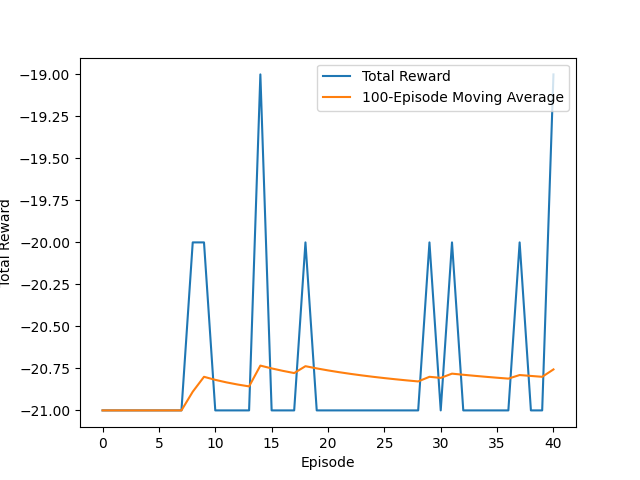 Total Reward
100-Episode Moving Average
−19.00
−19.25
−19.50
−19.75
−20.00
−20.25
−20.50
−20.75
−21.00
Total Reward
0 5 10 15 20 25 30 35 40
Episode